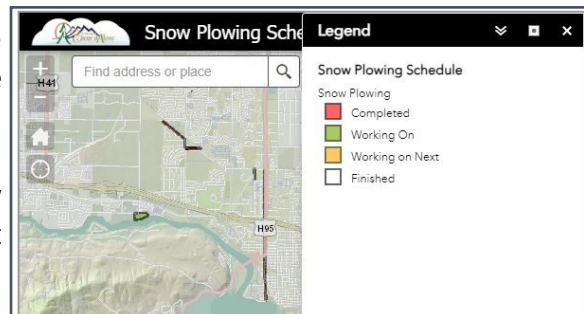 Snow Plowing Sche
Legend
Find address or place
H41
Snow Plowing Schedule
Snow Plowing
Completed
Working On
Working on Next
Finished
H95